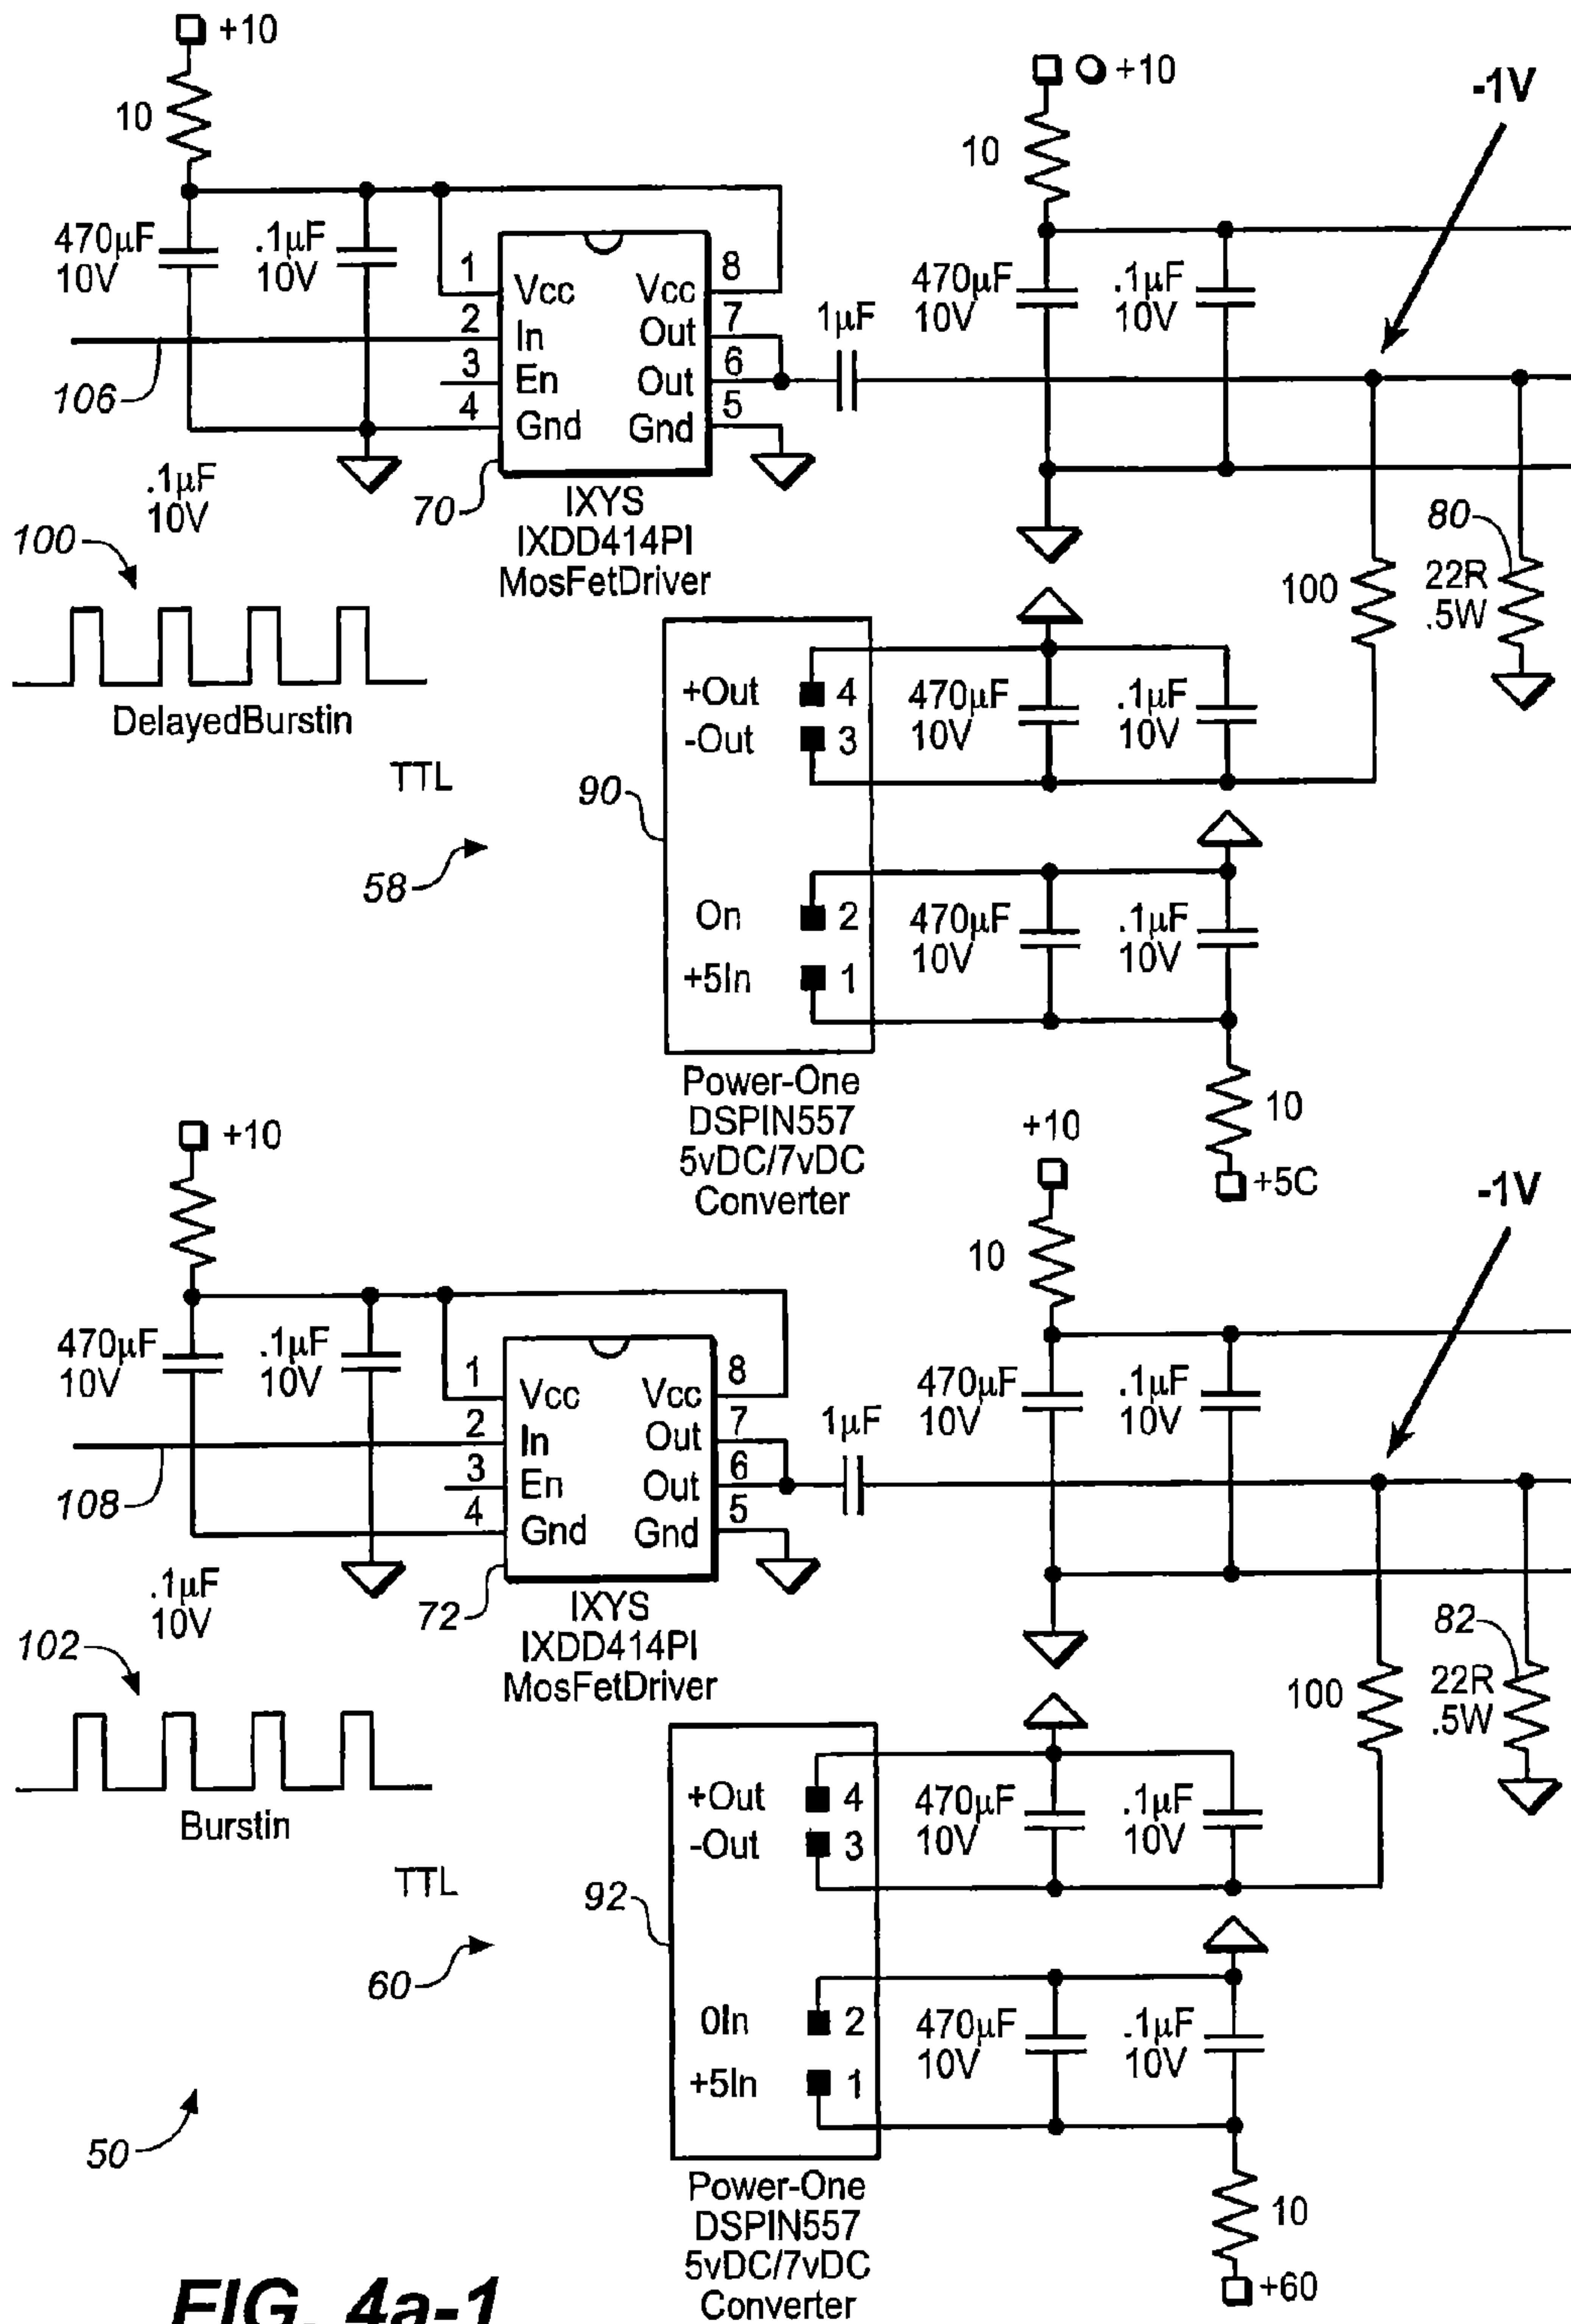 +10
10
470µF
10V
.1µF
10V
1
2
3
4
Vcc
In
En
Gnd
Vcc
Out
Out
Gnd
8
7
6
5
106
.1µF
10V
70
IXYS
IXDD414PI
MosFetDriver
1µF
+10
10
470µF
10V
.1µF
10V
-1V
100
DelayedBurstin
TTL
58
100
80
22R
.5W
90
+Out
-Out
4
3
On
+5In
2
1
470µF
10V
.1µF
10V
470µF
10V
.1µF
10V
Power-One
DSPIN557
5vDC/7vDC
Converter
10
+5C
+10
470µF
10V
.1µF
10V
1
2
3
4
Vcc
In
En
Gnd
Vcc
Out
Out
Gnd
8
7
6
5
108
.1µF
10V
72
IXYS
IXDD414PI
MosFetDriver
1µF
+10
10
470µF
10V
.1µF
10V
-1V
102
Burstin
TTL
60
100
82
22R
.5W
92
+Out
-Out
4
3
0In
+5In
2
1
470µF
10V
.1µF
10V
470µF
10V
.1µF
10V
50
Power-One
DSPIN557
5vDC/7vDC
Converter
10
+60
FIG. 4a-1